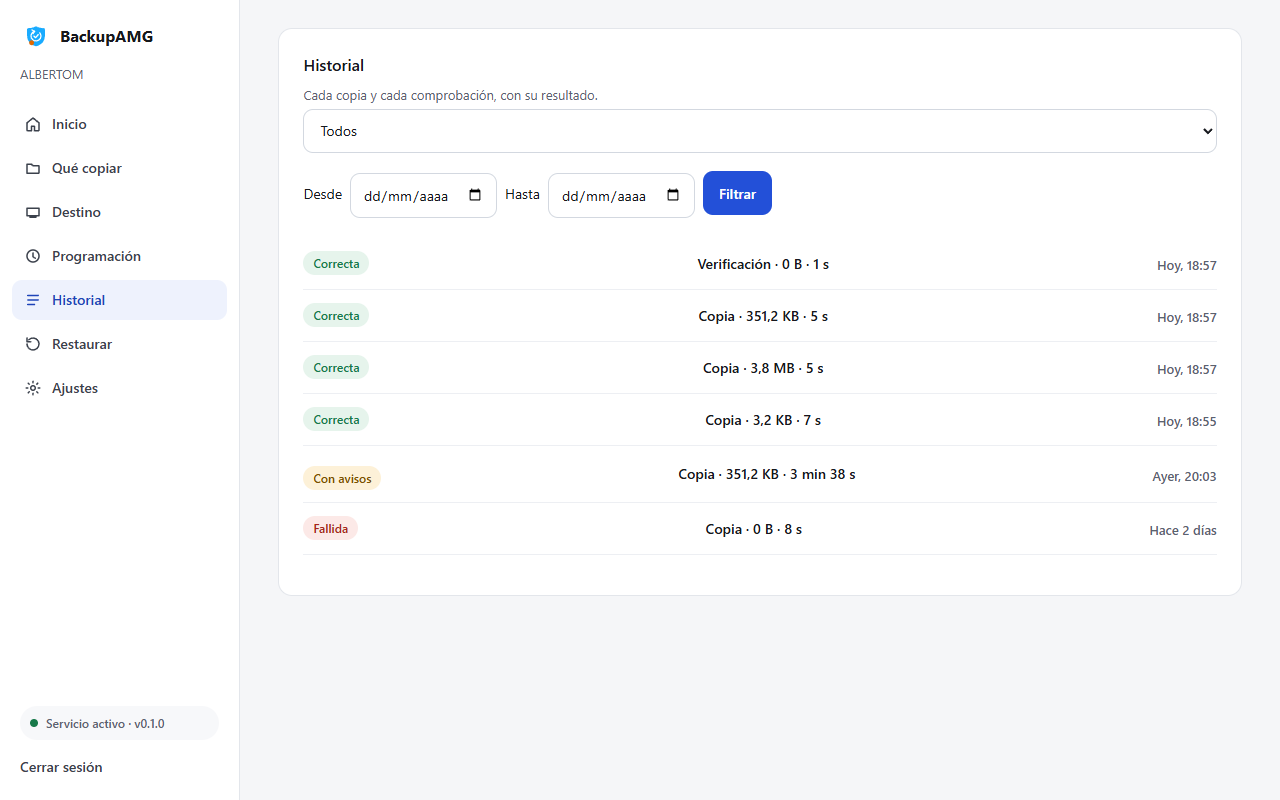 BackupAMG
ALBERTOM
Inicio
Qué copiar
Destino
Programación
Historial
Restaurar
Ajustes
Servicio activo · v0.1.0
Cerrar sesión
Historial
Cada copia y cada comprobación, con su resultado.
Todos
Desde dd/mm/aaaa Hasta dd/mm/aaaa Filtrar
Correcta Verificación · 0 B · 1 s Hoy, 18:57
Correcta Copia · 351,2 KB · 5 s Hoy, 18:57
Correcta Copia · 3,8 MB · 5 s Hoy, 18:57
Correcta Copia · 3,2 KB · 7 s Hoy, 18:55
Con avisos Copia · 351,2 KB · 3 min 38 s Ayer, 20:03
Fallida Copia · 0 B · 8 s Hace 2 días